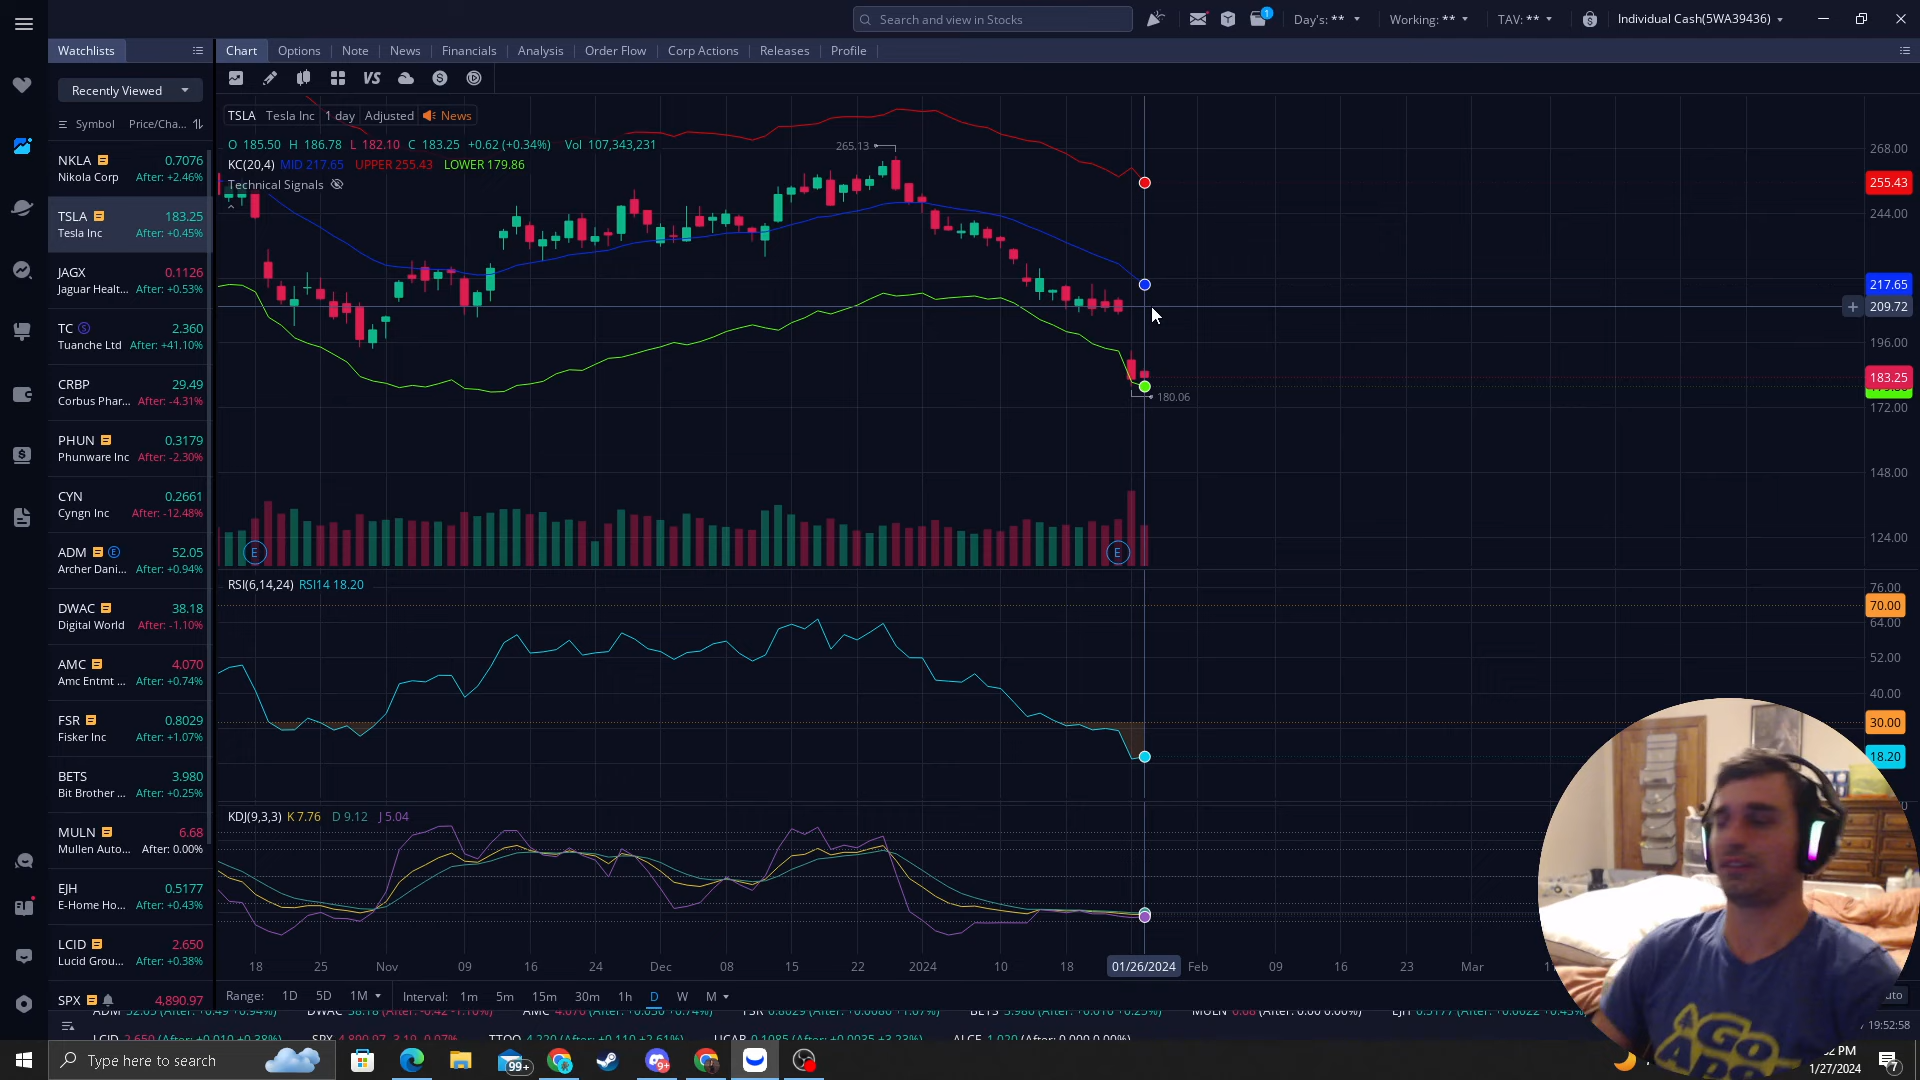 Search and view in Stocks
1
Day's: **
Working: **
TAV: **
Individual Cash(5WA39436)
Watchlists
Chart
Options
Note
News
Financials
Analysis
Order Flow
Corp Actions
Releases
Profile
Recently Viewed
VS
Symbol
Price/Cha...
TSLA Tesla Inc 1 day Adjusted News
O 185.50 H 186.78 L 182.10 C 183.25 +0.62 (+0.34%) Vol 107,343,231
KC(20,4) MID 217.65 UPPER 255.43 LOWER 179.86
Technical Signals
NKLA 0.7076
Nikola Corp After: +2.46%
TSLA 183.25
Tesla Inc After: +0.45%
JAGX 0.1126
Jaguar Healt... After: +0.53%
TC 2.360
Tuanche Ltd After: +41.10%
CRBP 29.49
Corbus Phar... After: -4.31%
PHUN 0.3179
Phunware Inc After: -2.30%
CYN 0.2661
Cyngn Inc After: -12.48%
ADM E 52.05
Archer Dani... After: +0.94%
DWAC 38.18
Digital World After: -1.10%
AMC 4.070
Amc Entmt ... After: +0.74%
FSR 0.8029
Fisker Inc After: +1.07%
BETS 3.980
Bit Brother ... After: +0.25%
MULN 6.68
Mullen Auto... After: 0.00%
EJH 0.5177
E-Home Ho... After: +0.43%
LCID 2.650
Lucid Grou... After: +0.38%
SPX 4,890.97
265.13
180.06
268.00
255.43
244.00
217.65
209.72
196.00
183.25
172.00
148.00
124.00
E
E
RSI(6,14,24) RSI14 18.20
76.00
70.00
64.00
52.00
40.00
30.00
18.20
KDJ(9,3,3) K 7.76 D 9.12 J 5.04
18 25 Nov 09 16 24 Dec 08 15 22 2024 10 18 01/26/2024 Feb 09 16 23 Mar
Range: 1D 5D 1M Interval: 1m 5m 15m 30m 1h D W M
19:52:58
Type here to search
99+
9+
1/27/2024
7